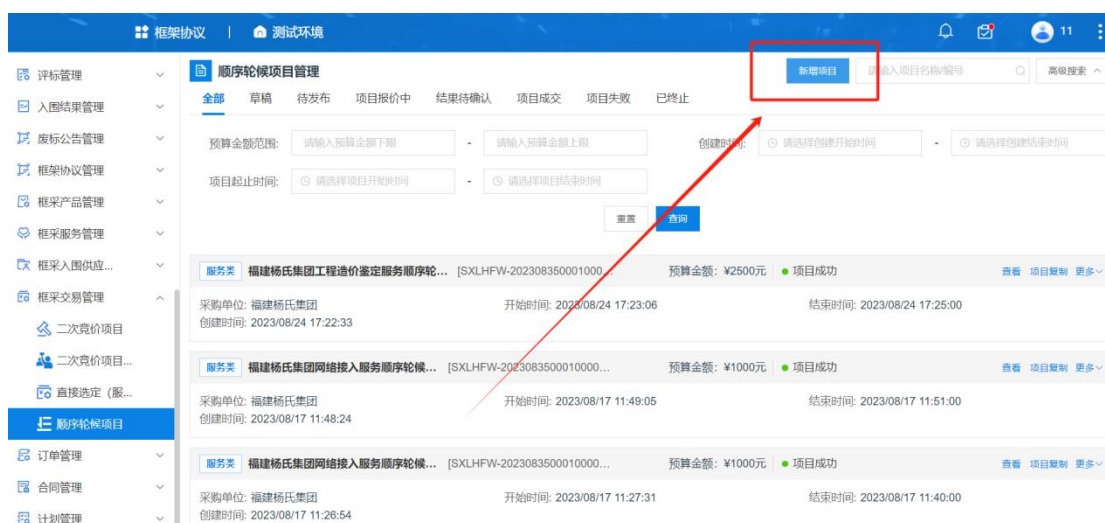 框架协议 | 测试环境 11
评标管理
入围结果管理
废标公告管理
框架协议管理
框采产品管理
框采服务管理
框采入围供应...
框采交易管理
二次竞价项目
二次竞价项目...
直接选定（服...
顺序轮候项目
订单管理
合同管理
计划管理
顺序轮候项目管理 新增项目 请输入项目名称/编号 高级搜索
全部 草稿 待发布 项目报价中 结果待确认 项目成交 项目失败 已终止
预算金额范围: 请输入预算金额下限 - 请输入预算金额上限 创建时间: 请选择创建开始时间 - 请选择创建结束时间
项目起止时间: 请选择项目开始时间 - 请选择项目结束时间
重置 查询
服务类 福建杨氏集团工程造价鉴定服务顺序轮... [SXLHFW-202308350001000... 预算金额: ¥2500元 项目成功 查看 项目复制 更多
采购单位: 福建杨氏集团 开始时间: 2023/08/24 17:23:06 结束时间: 2023/08/24 17:25:00
创建时间: 2023/08/24 17:22:33
服务类 福建杨氏集团网络接入服务顺序轮候... [SXLHFW-2023083500010000... 预算金额: ¥1000元 项目成功 查看 项目复制 更多
采购单位: 福建杨氏集团 开始时间: 2023/08/17 11:49:05 结束时间: 2023/08/17 11:51:00
创建时间: 2023/08/17 11:48:24
服务类 福建杨氏集团网络接入服务顺序轮候... [SXLHFW-2023083500010000... 预算金额: ¥1000元 项目成功 查看 项目复制 更多
采购单位: 福建杨氏集团 开始时间: 2023/08/17 11:27:31 结束时间: 2023/08/17 11:40:00
创建时间: 2023/08/17 11:26:54